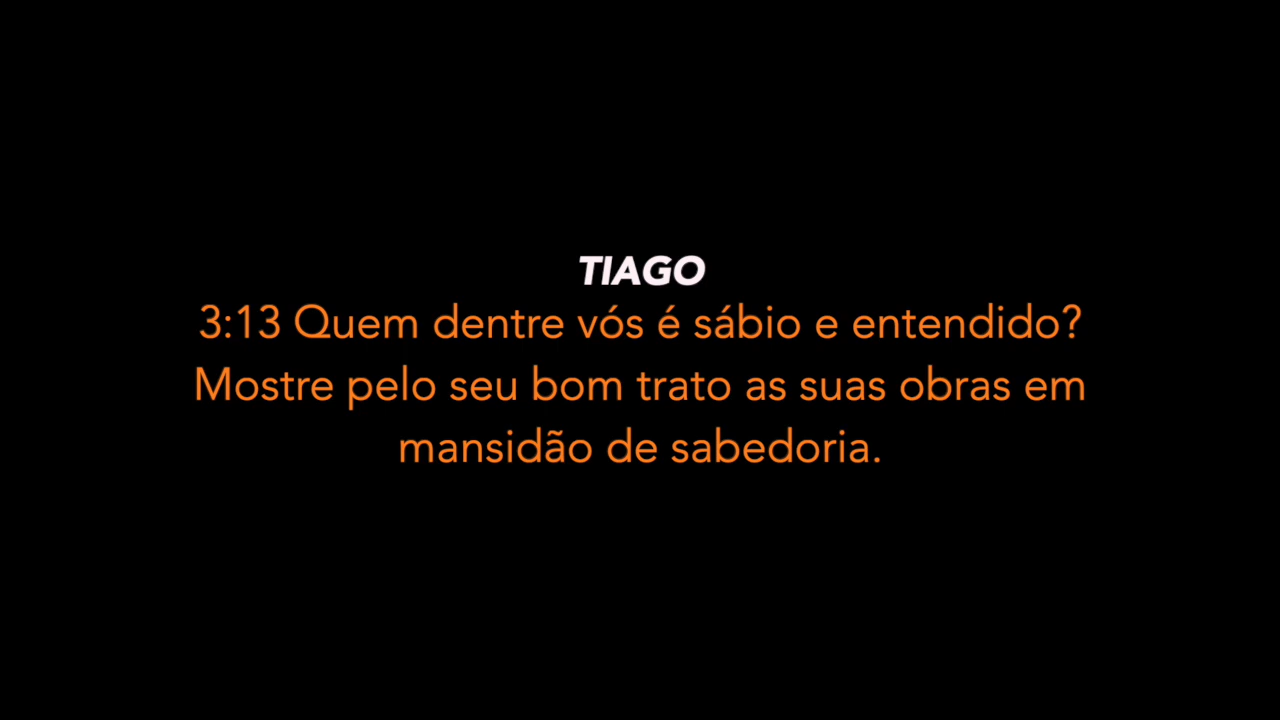 TIAGO
3:13 Quem dentre vós é sábio e entendido?
Mostre pelo seu bom trato as suas obras em
mansidão de sabedoria.